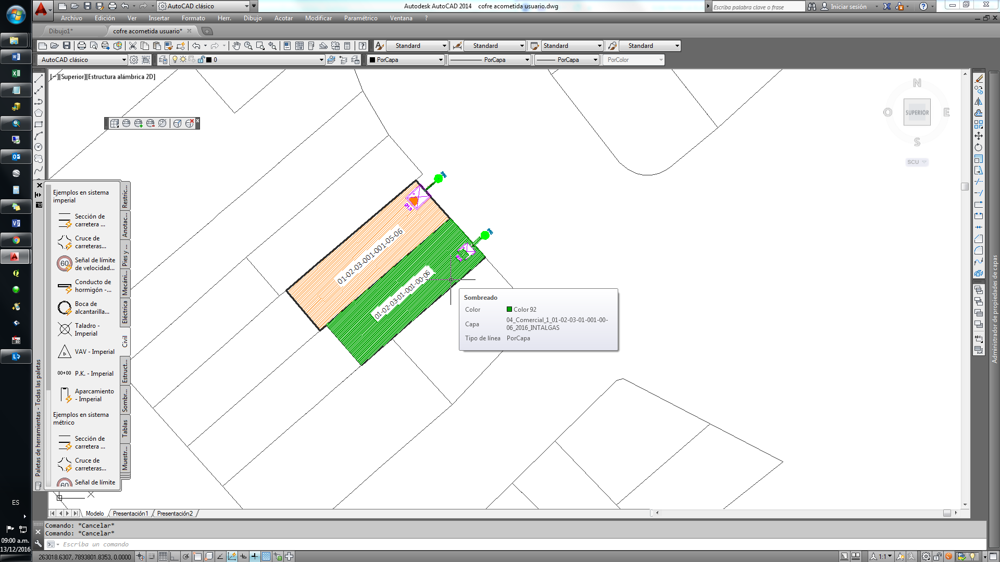 AutoCAD clásico
Autodesk AutoCAD 2014    cofre acometida usuario.dwg
Escriba palabra clave o frase
Iniciar sesión
Archivo
Edición
Ver
Insertar
Formato
Herr.
Dibujo
Acotar
Modificar
Paramétrico
Ventana
?
Dibujo1*
cofre acometida usuario*
Standard
Standard
Standard
Standard
AutoCAD clásico
0
PorCapa
PorCapa
PorCapa
PorColor
[−][Superior][Estructura alámbrica 2D]
N
O
SUPERIOR
E
S
SCU
Ejemplos en sistema
imperial
Sección de
carretera ...
Cruce de
carreteras...
60
Señal de límite
de velocidad...
Conducto de
hormigón -...
Boca de
alcantarilla...
Taladro -
Imperial
VAV - Imperial
00+00
P.K. - Imperial
Aparcamiento
- Imperial
Ejemplos en sistema
métrico
Sección de
carretera ...
Cruce de
carreteras...
60
Señal de límite
Restric...
Anotac...
Pies y ...
Mecáni...
Eléctrica
Civil
Estruct...
Sombr...
Tablas
Muestr...
Paletas de herramientas - Todas las paletas
01-02-03-001-001-05-06
01-02-03-01-001-00-06
Sombreado
Color
Color 92
Capa
04_Comercial_1_01-02-03-01-001-00-
06_2016_INTALGAS
Tipo de línea
PorCapa
Administrador de propiedades de capas
Modelo
Presentación1
Presentación2
Comando: *Cancelar*
Comando: *Cancelar*
Escriba un comando
263018.6307, 7893801.8353, 0.0000
1:1
ES
09:00 a.m.
13/12/2016